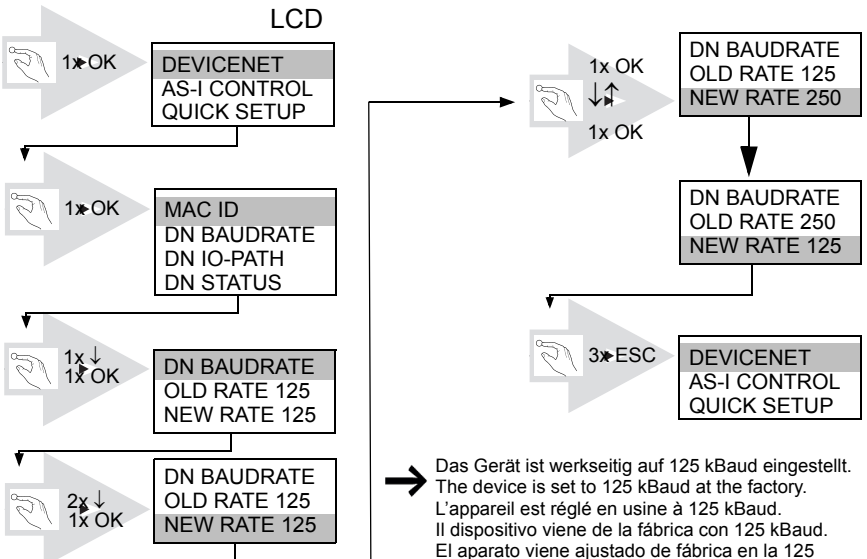 LCD
1x OK
DEVICENET
AS-I CONTROL
QUICK SETUP
1x OK
MAC ID
DN BAUDRATE
DN IO-PATH
DN STATUS
1x ↓
1x OK
DN BAUDRATE
OLD RATE 125
NEW RATE 125
2x ↓
1x OK
DN BAUDRATE
OLD RATE 125
NEW RATE 125
1x OK
↓↑
1x OK
DN BAUDRATE
OLD RATE 125
NEW RATE 250
DN BAUDRATE
OLD RATE 250
NEW RATE 125
3x ESC
DEVICENET
AS-I CONTROL
QUICK SETUP
Das Gerät ist werkseitig auf 125 kBaud eingestellt.
The device is set to 125 kBaud at the factory.
L'appareil est réglé en usine à 125 kBaud.
Il dispositivo viene de la fábrica con 125 kBaud.
El aparato viene ajustado de fábrica en la 125